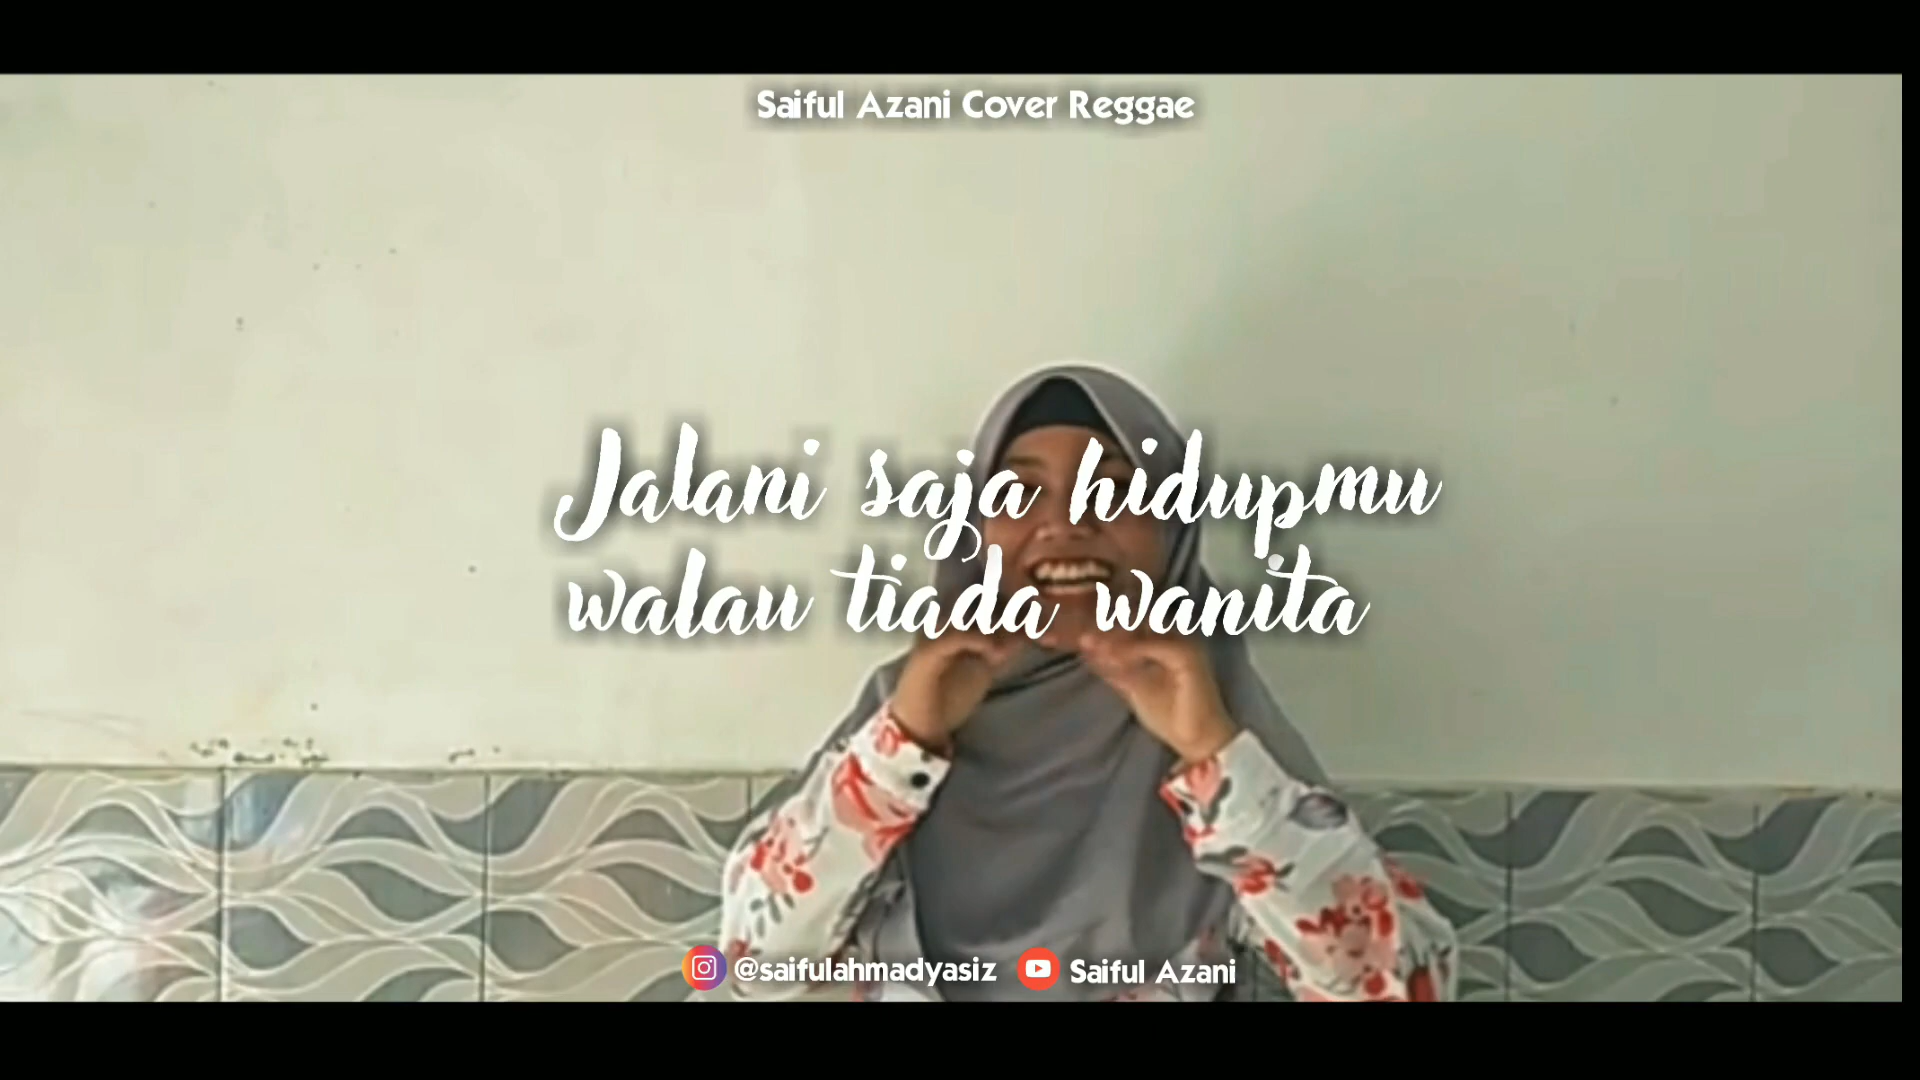 Saiful Azani Cover Reggae
Jalani saja hidupmu
walau tiada wanita
@saifulahmadyasiz Saiful Azani